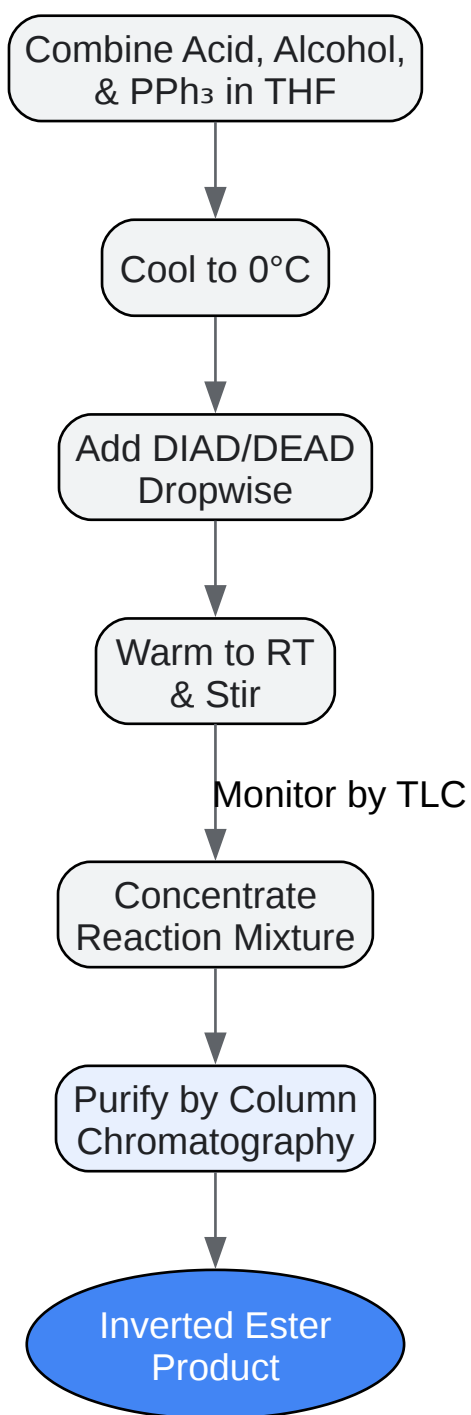 Combine Acid, Alcohol,
& PPh₃ in THF
Cool to 0°C
Add DIAD/DEAD
Dropwise
Warm to RT
& Stir
Monitor by TLC
Concentrate
Reaction Mixture
Purify by Column
Chromatography
Inverted Ester
Product